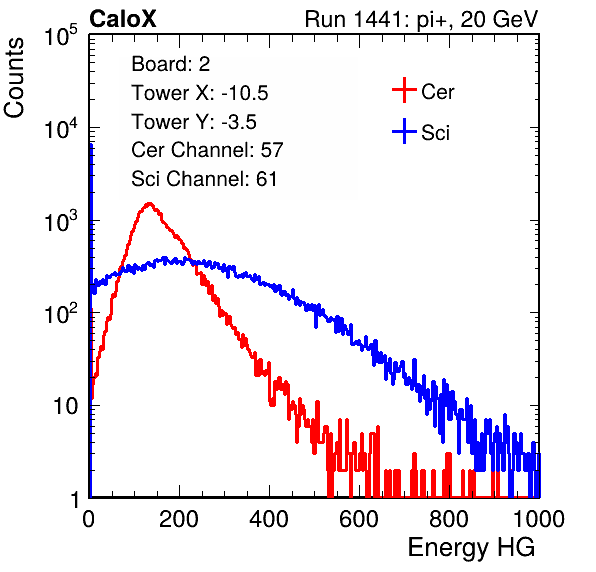 CaloX Run 1441: pi+, 20 GeV
Counts
10^5
10^4
10^3
10^2
10
1
Board: 2
Tower X: -10.5
Tower Y: -3.5
Cer Channel: 57
Sci Channel: 61
Cer
Sci
0 200 400 600 800 1000
Energy HG